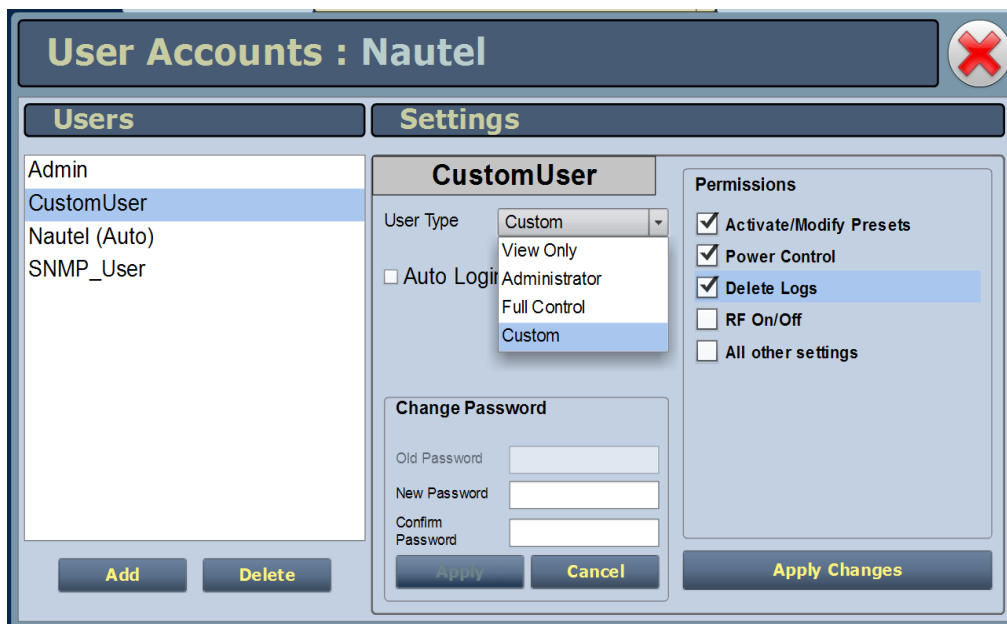 User Accounts : Nautel
Users
Settings
Admin
CustomUser
Nautel (Auto)
SNMP_User
Add
Delete
CustomUser
User Type
Custom
View Only
Administrator
Full Control
Custom
Auto Login
Change Password
Old Password
New Password
Confirm
Password
Apply
Cancel
Permissions
Activate/Modify Presets
Power Control
Delete Logs
RF On/Off
All other settings
Apply Changes